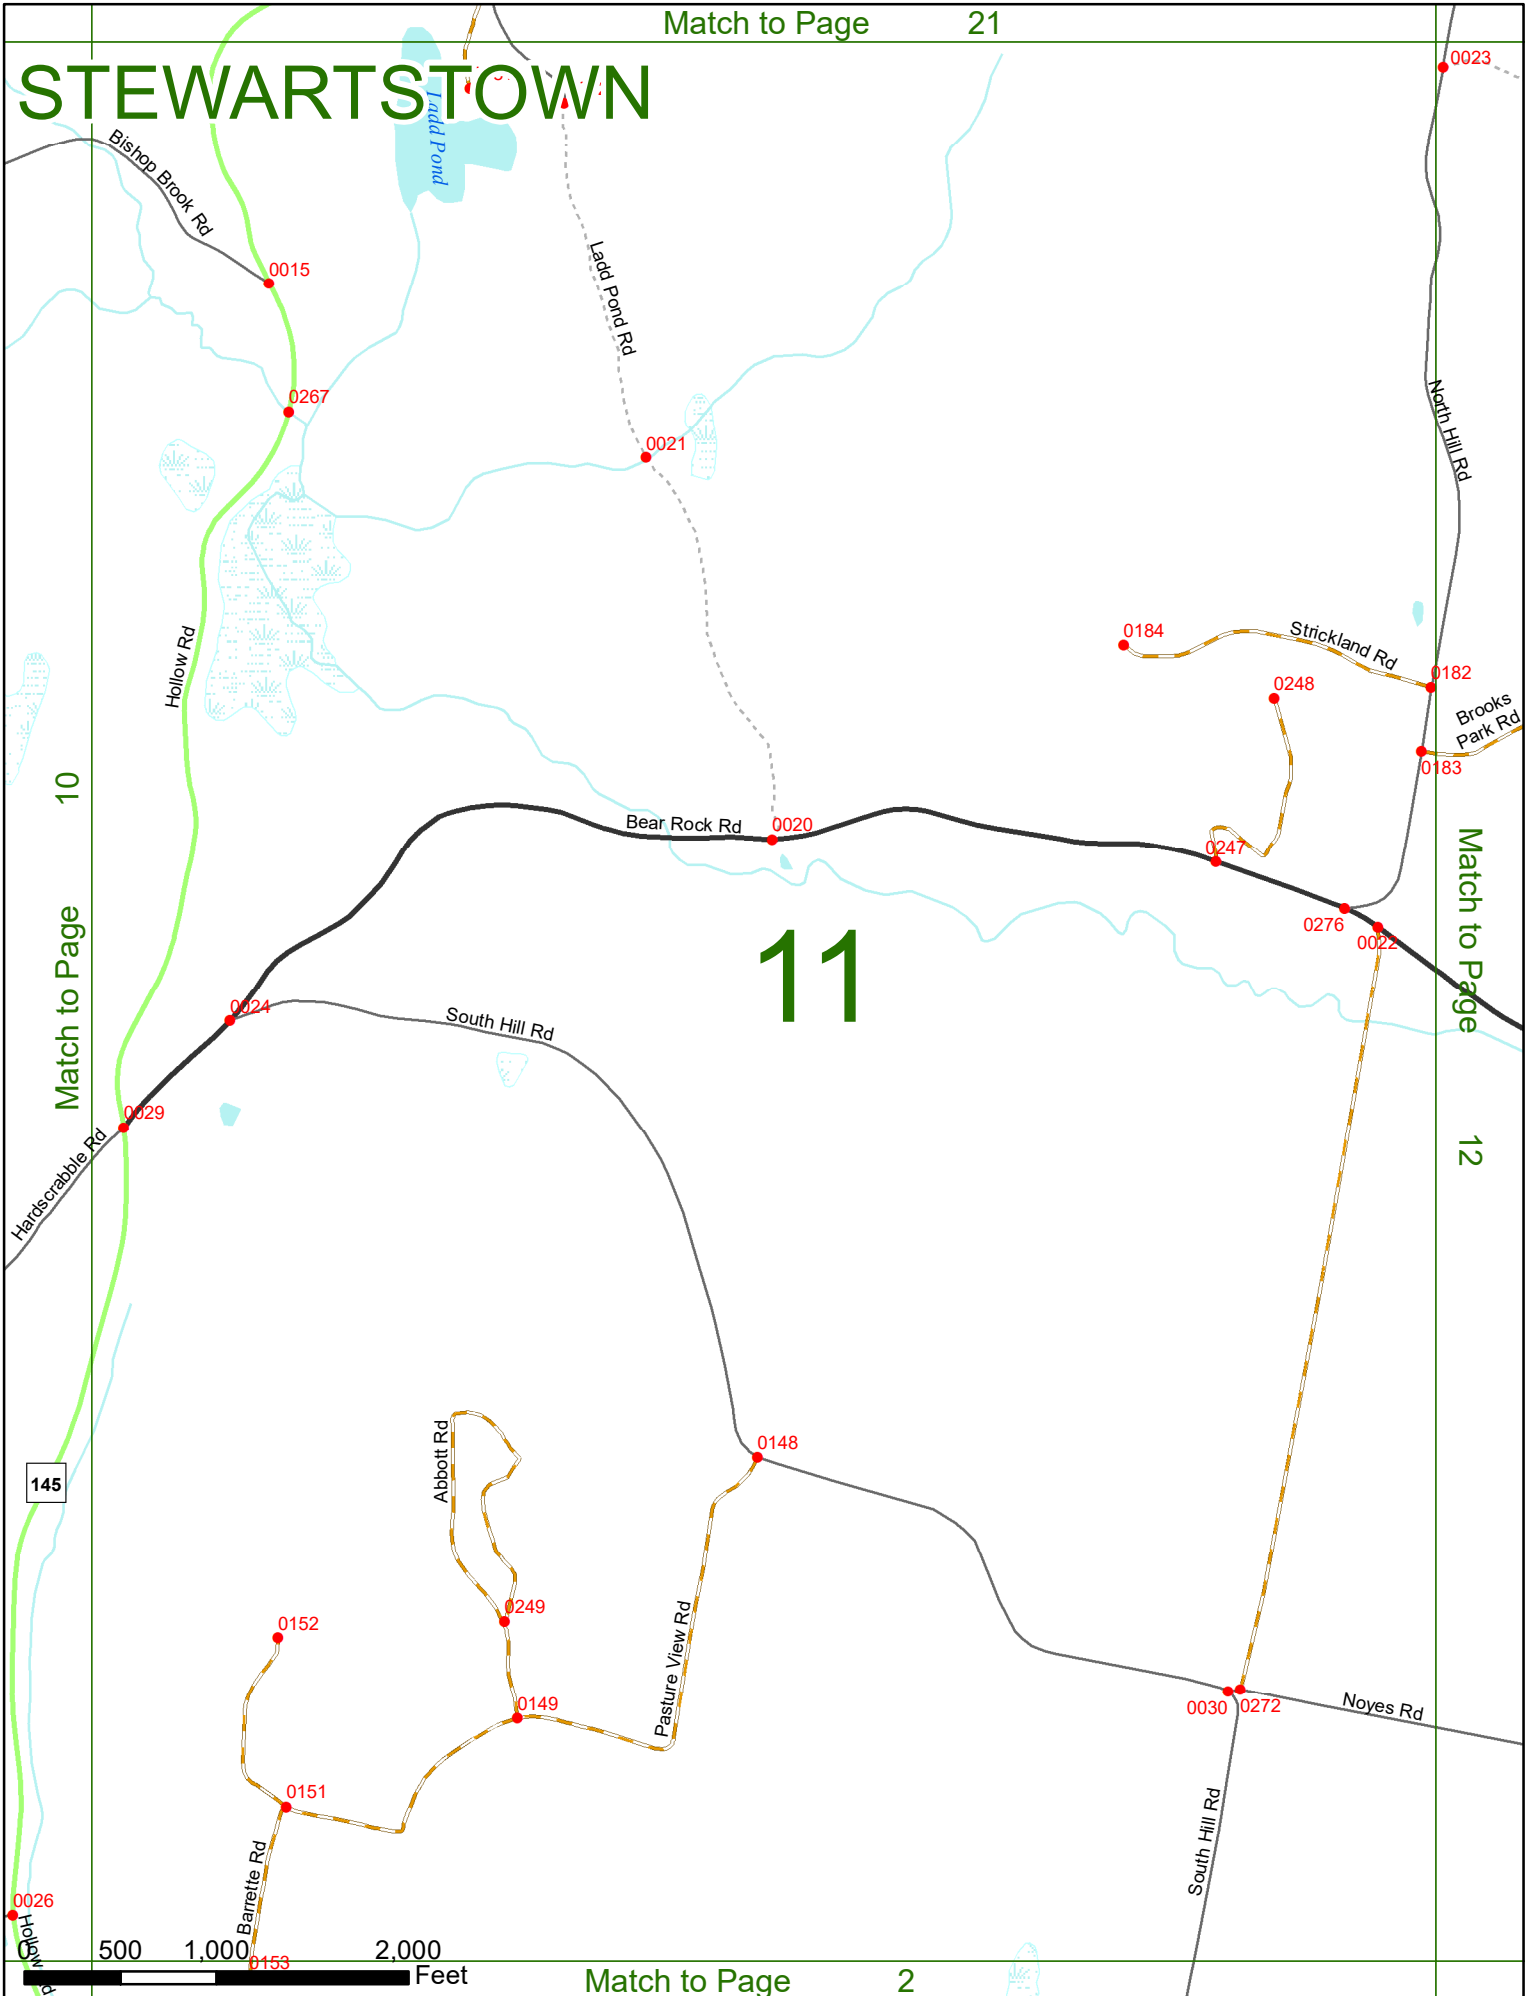 Match to Page 21
STEWARTSTOWN
0023
Ladd Pond
Bishop Brook Rd
0015
Ladd Pond Rd
0267
North Hill Rd
0021
Hollow Rd
0184
Strickland Rd
0182
0248
Brooks
Park Rd
0183
Match to Page 10
Bear Rock Rd
0020
0247
Match to Page 12
0276
0022
11
0024
South Hill Rd
0029
Hardscrabble Rd
Abbott Rd
0148
145
0249
0152
Pasture View Rd
0149
0030
0272
Noyes Rd
0151
South Hill Rd
Barrette Rd
0026
Hollow Rd
0 500 1,000 2,000
0153
Feet
Match to Page 2